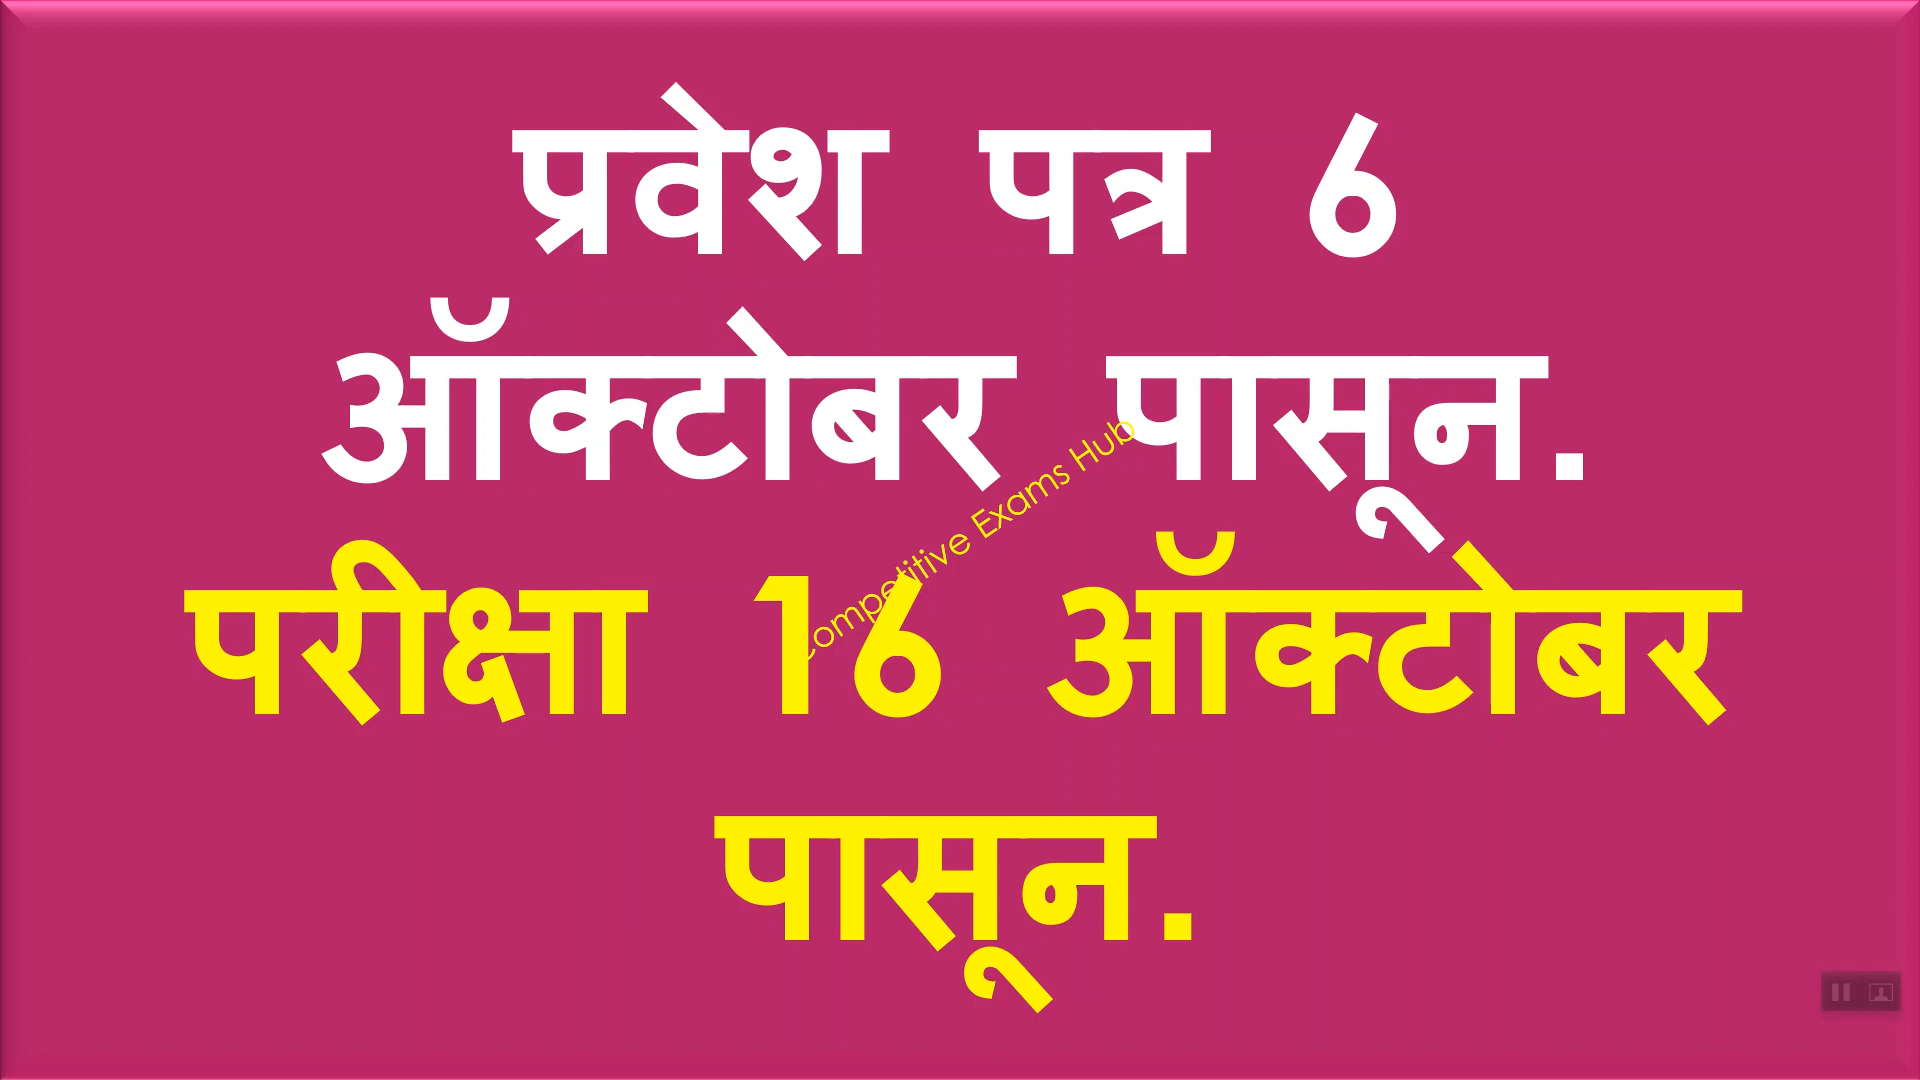 प्रवेश पत्र 6
ऑक्टोबर पासून.
परीक्षा 16 ऑक्टोबर
पासून.
Competitive Exams Hub